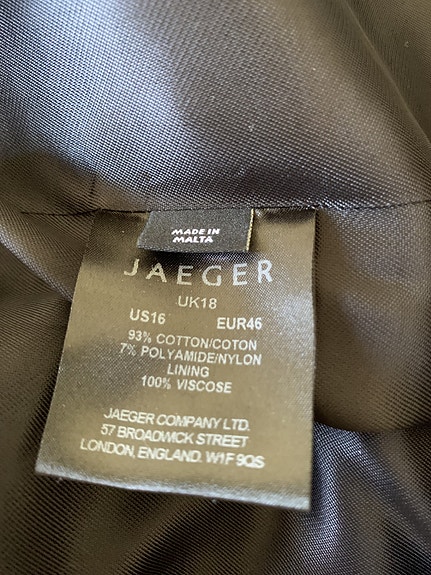 MADE IN
MALTA
JAEGER
UK18
US16 EUR46
93% COTTON/COTON
7% POLYAMIDE/NYLON
LINING
100% VISCOSE
JAEGER COMPANY LTD.
57 BROADWICK STREET
LONDON, ENGLAND. W1F 9QS